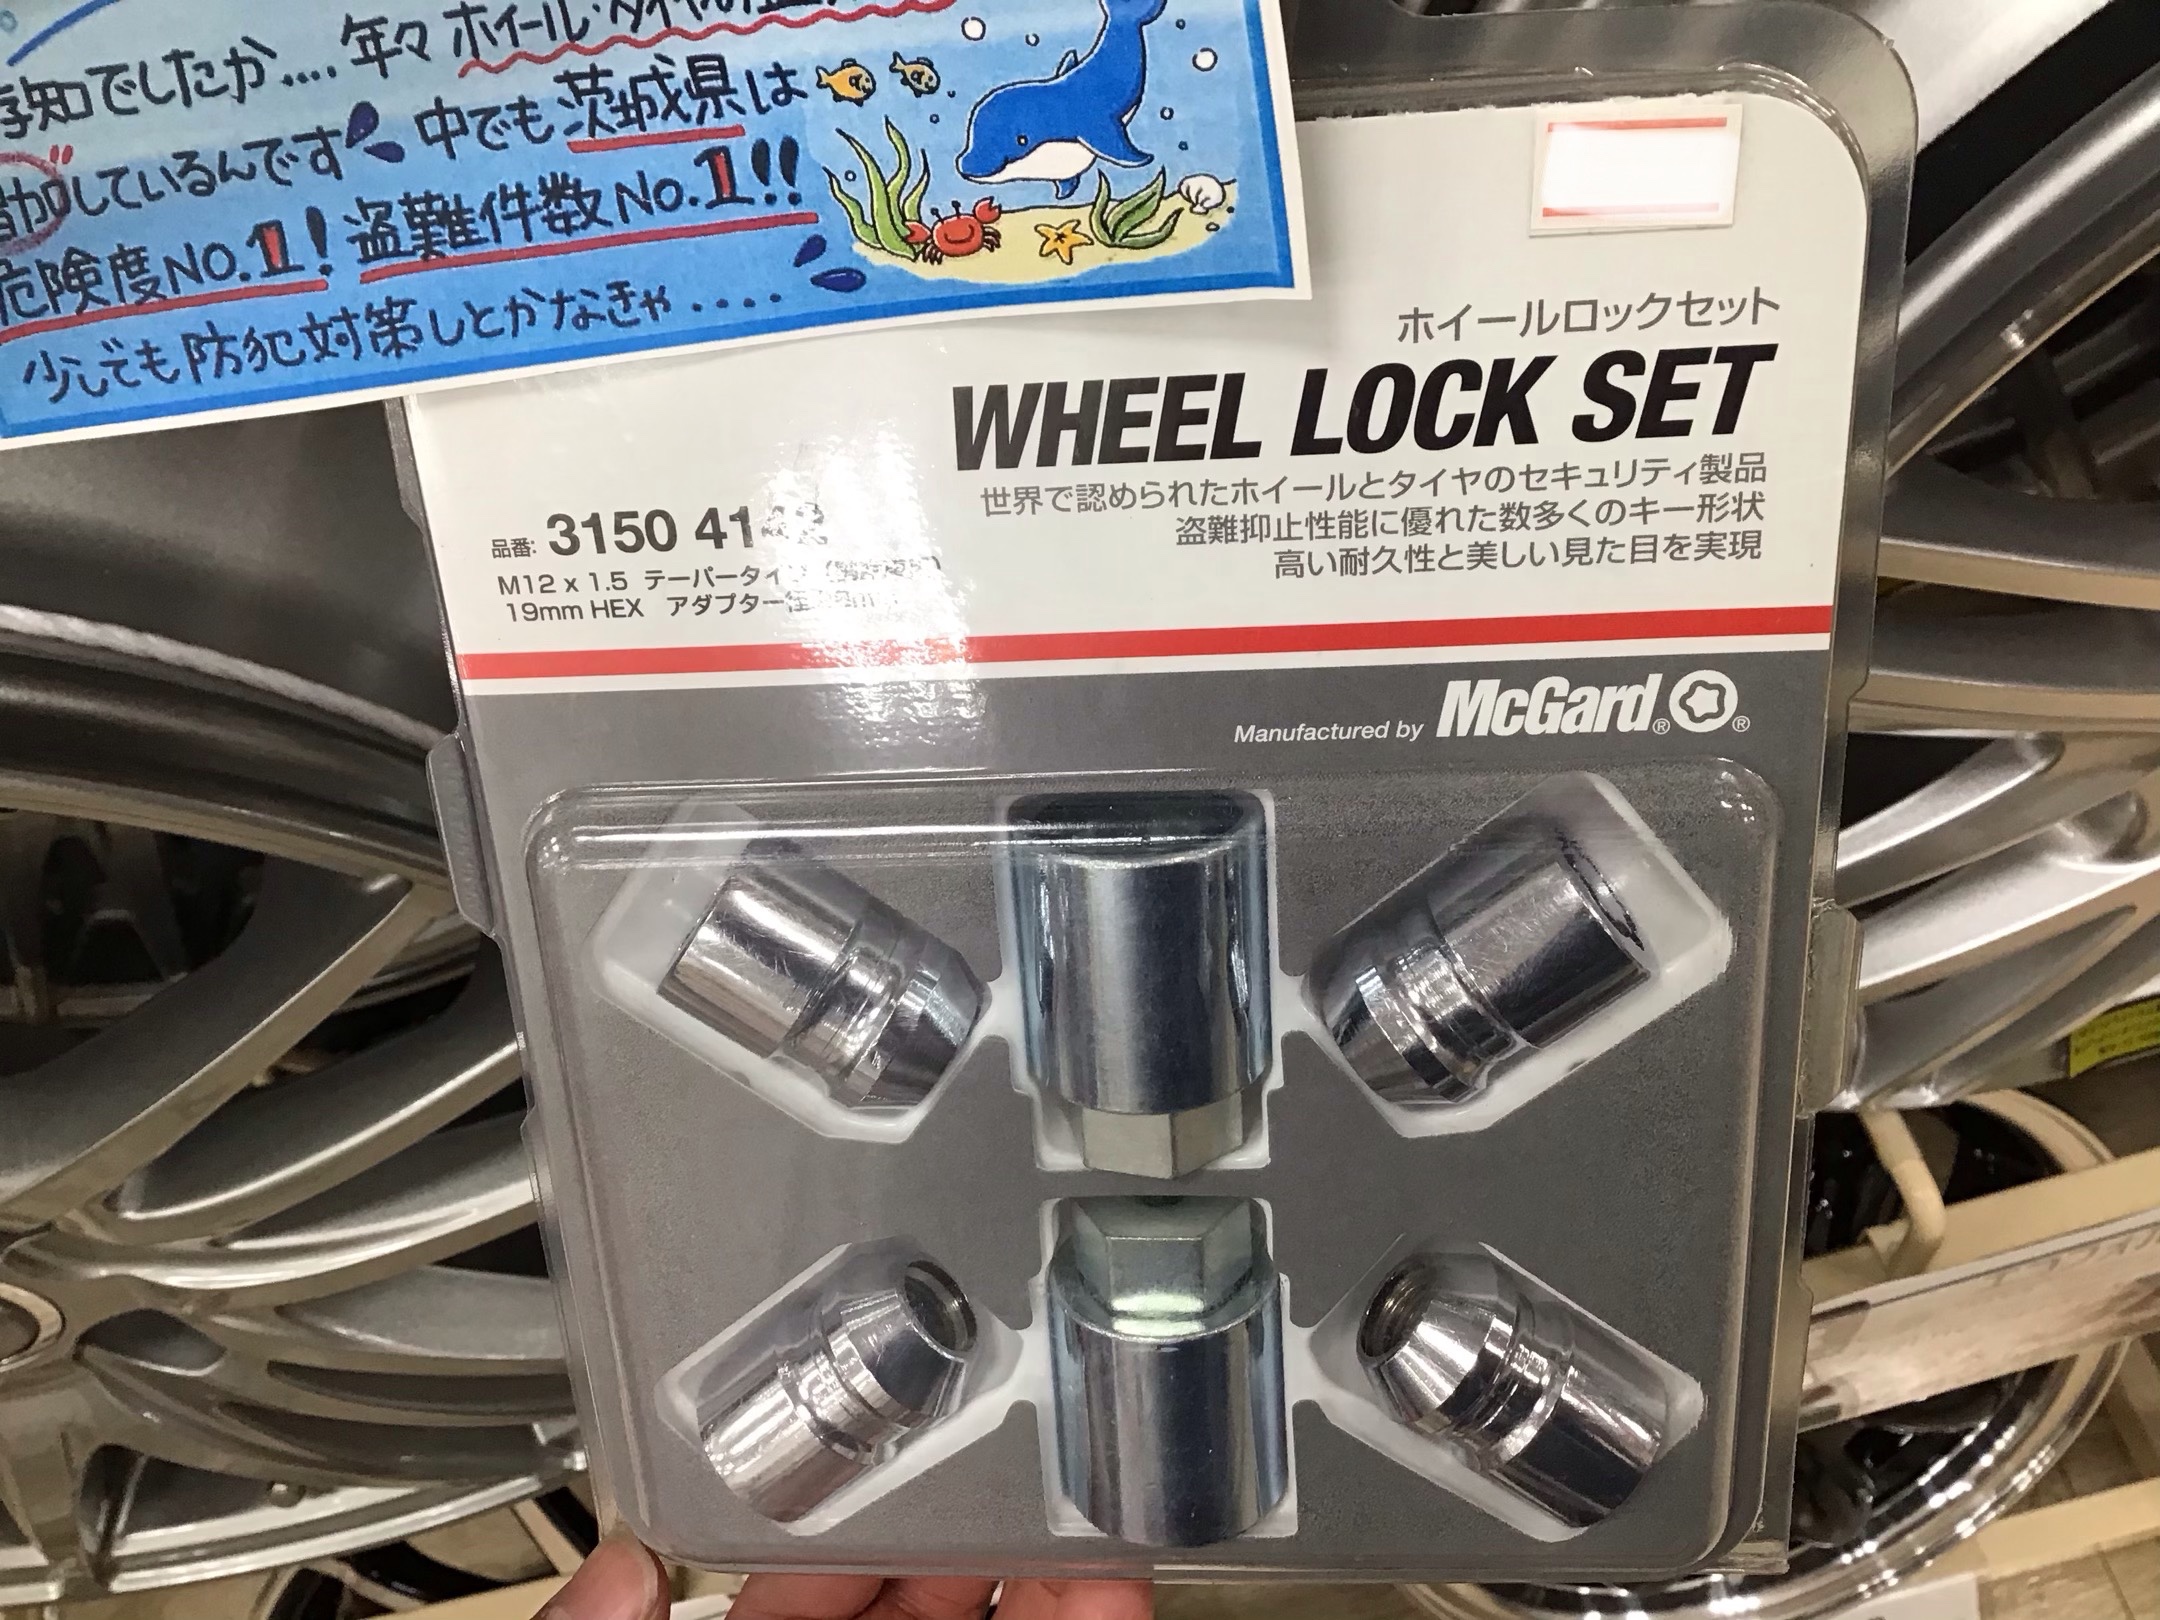 存知でしたか.... 年々 ホイール・タイヤの
増加しているんです 中でも茨城県は
危険度No.1! 盗難件数No.1!!
少しでも防犯対策しとかなきゃ....
ホイールロックセット
WHEEL LOCK SET
世界で認められたホイールとタイヤのセキュリティ製品
盗難抑止性能に優れた数多くのキー形状
高い耐久性と美しい見た目を実現
品番: 3150 41
M12 x 1.5 テーパータイ
19mm HEX アダプター径
Manufactured by McGard® ®